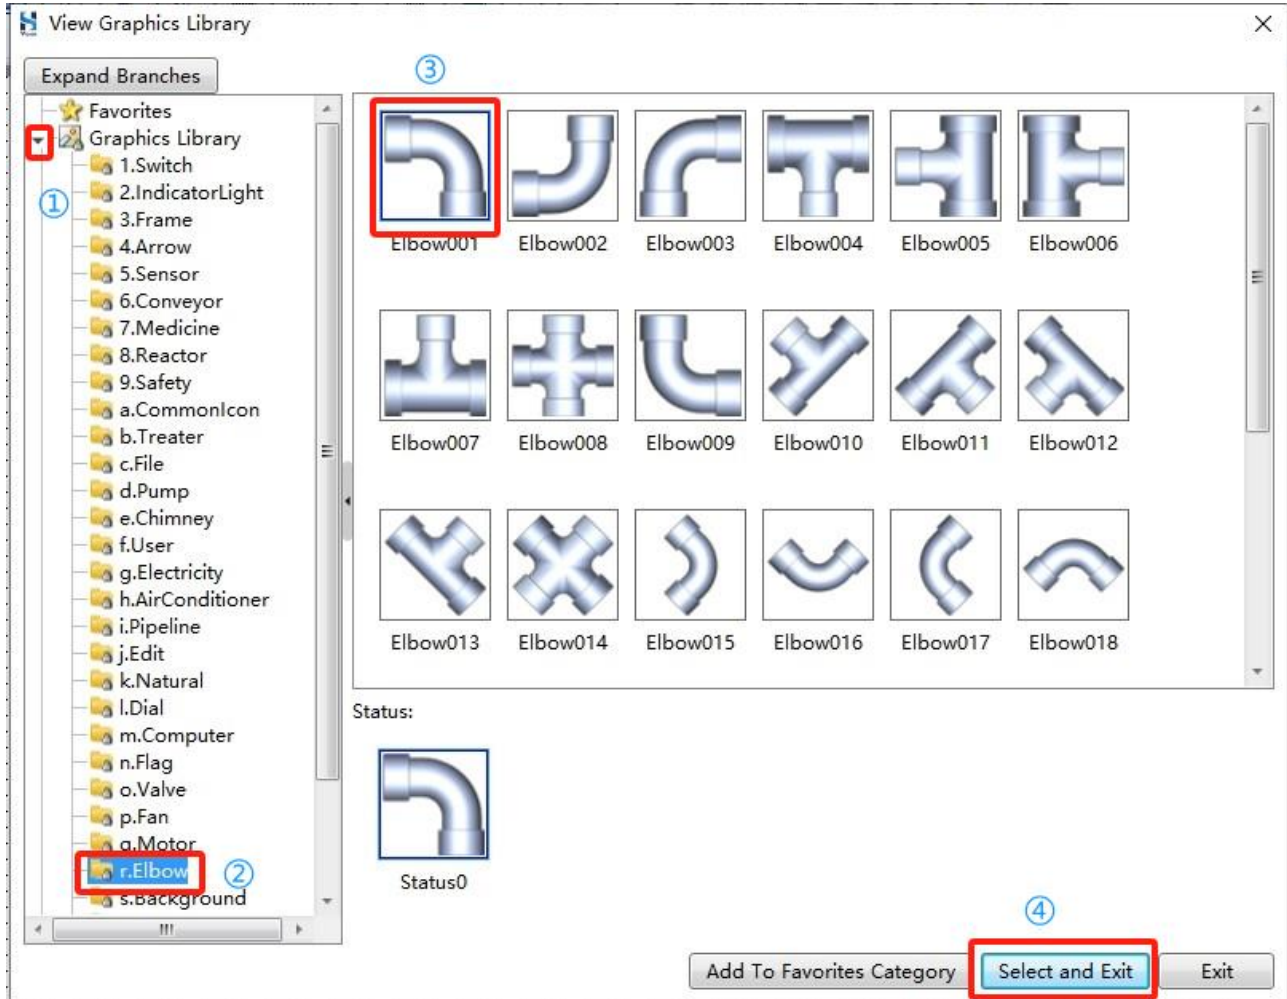 View Graphics Library
Expand Branches
③
Favorites
Graphics Library
①
1.Switch
2.IndicatorLight
3.Frame
4.Arrow
5.Sensor
6.Conveyor
7.Medicine
8.Reactor
9.Safety
a.CommonIcon
b.Treater
c.File
d.Pump
e.Chimney
f.User
g.Electricity
h.AirConditioner
i.Pipeline
j.Edit
k.Natural
l.Dial
m.Computer
n.Flag
o.Valve
p.Fan
q.Motor
r.Elbow ②
s.Background
Elbow001 Elbow002 Elbow003 Elbow004 Elbow005 Elbow006
Elbow007 Elbow008 Elbow009 Elbow010 Elbow011 Elbow012
Elbow013 Elbow014 Elbow015 Elbow016 Elbow017 Elbow018
Status:
Status0
④
Add To Favorites Category Select and Exit Exit